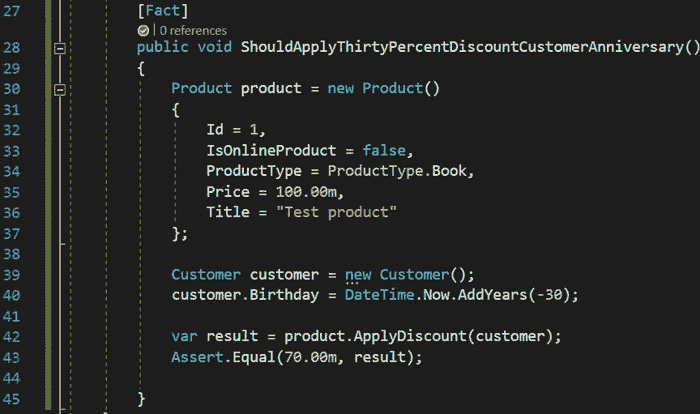 27 [Fact]
0 references
28 public void ShouldApplyThirtyPercentDiscountCustomerAnniversary()
29 {
30 Product product = new Product()
31 {
32 Id = 1,
33 IsOnlineProduct = false,
34 ProductType = ProductType.Book,
35 Price = 100.00m,
36 Title = "Test product"
37 };
38
39 Customer customer = new Customer();
40 customer.Birthday = DateTime.Now.AddYears(-30);
41
42 var result = product.ApplyDiscount(customer);
43 Assert.Equal(70.00m, result);
44
45 }